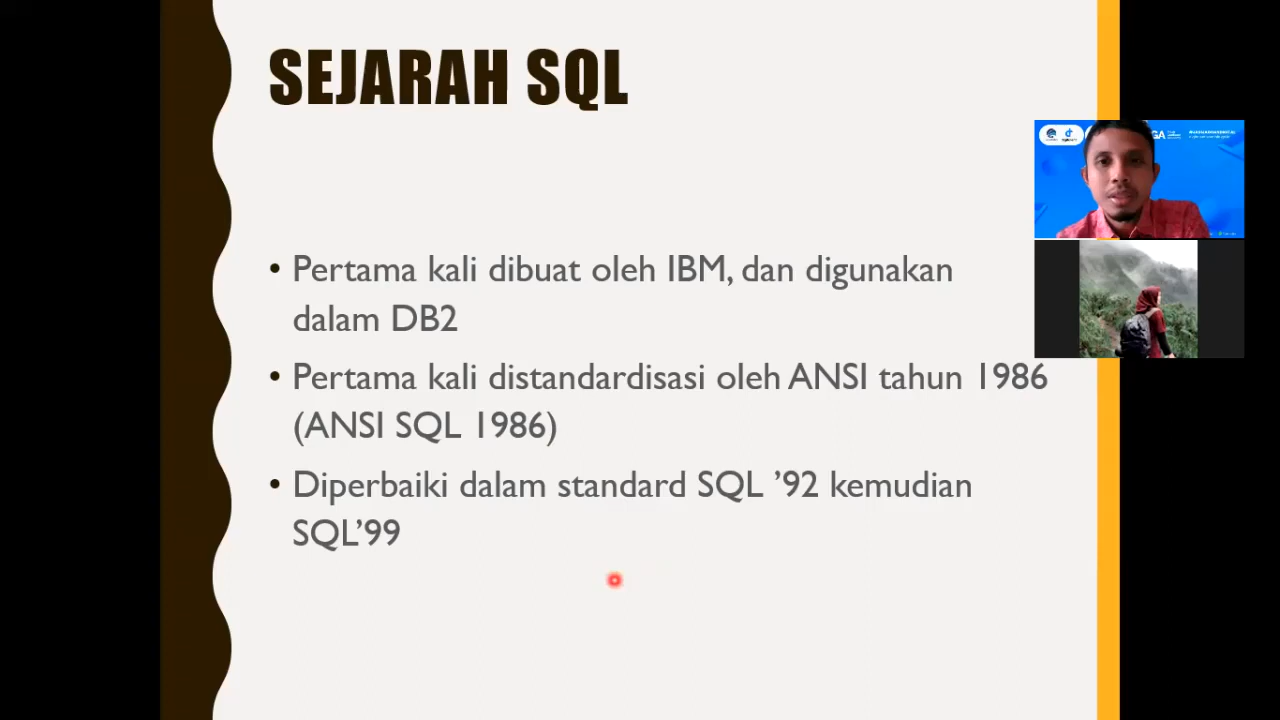 SEJARAH SQL
• Pertama kali dibuat oleh IBM, dan digunakan
dalam DB2
• Pertama kali distandardisasi oleh ANSI tahun 1986
(ANSI SQL 1986)
• Diperbaiki dalam standard SQL ’92 kemudian
SQL’99